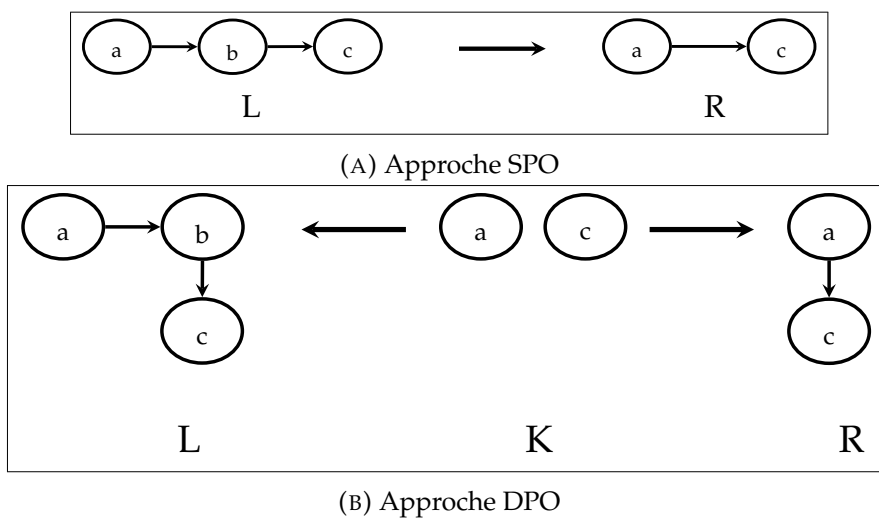 a b c a c
L R
(A) Approche SPO
a b a c a
c c
L K R
(B) Approche DPO